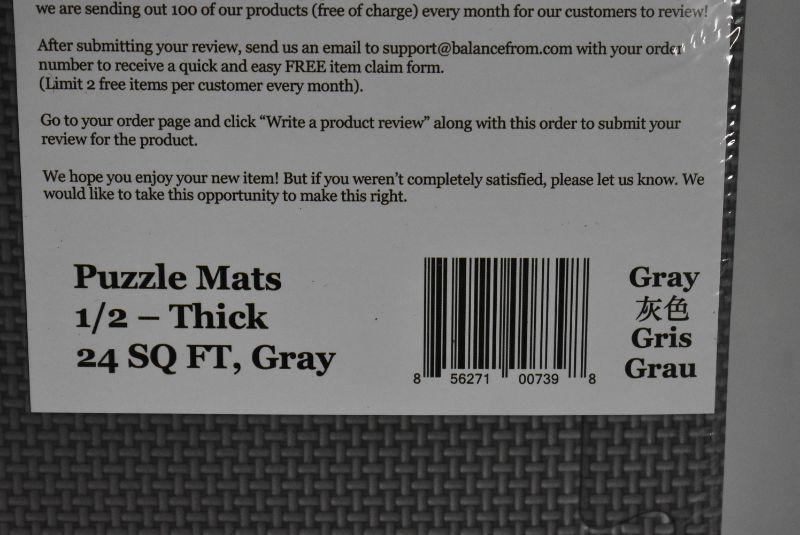 we are sending out 100 of our products (free of charge) every month for our customers to review!
After submitting your review, send us an email to support@balancefrom.com with your order
number to receive a quick and easy FREE item claim form.
(Limit 2 free items per customer every month).
Go to your order page and click “Write a product review” along with this order to submit your
review for the product.
We hope you enjoy your new item! But if you weren’t completely satisfied, please let us know. We
would like to take this opportunity to make this right.
Puzzle Mats
1/2 – Thick
24 SQ FT, Gray
8 56271 00739 8
Gray
灰色
Gris
Grau